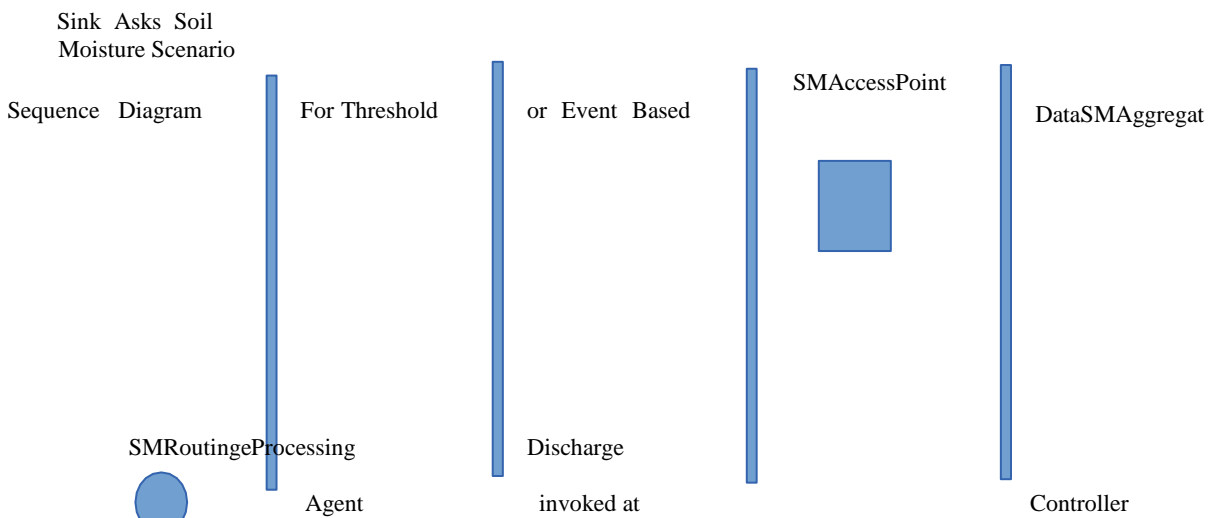 Sink Asks Soil
Moisture Scenario
SMAccessPoint
Sequence Diagram For Threshold or Event Based DataSMAggregat
SMRoutingeProcessing Discharge
Agent invoked at Controller